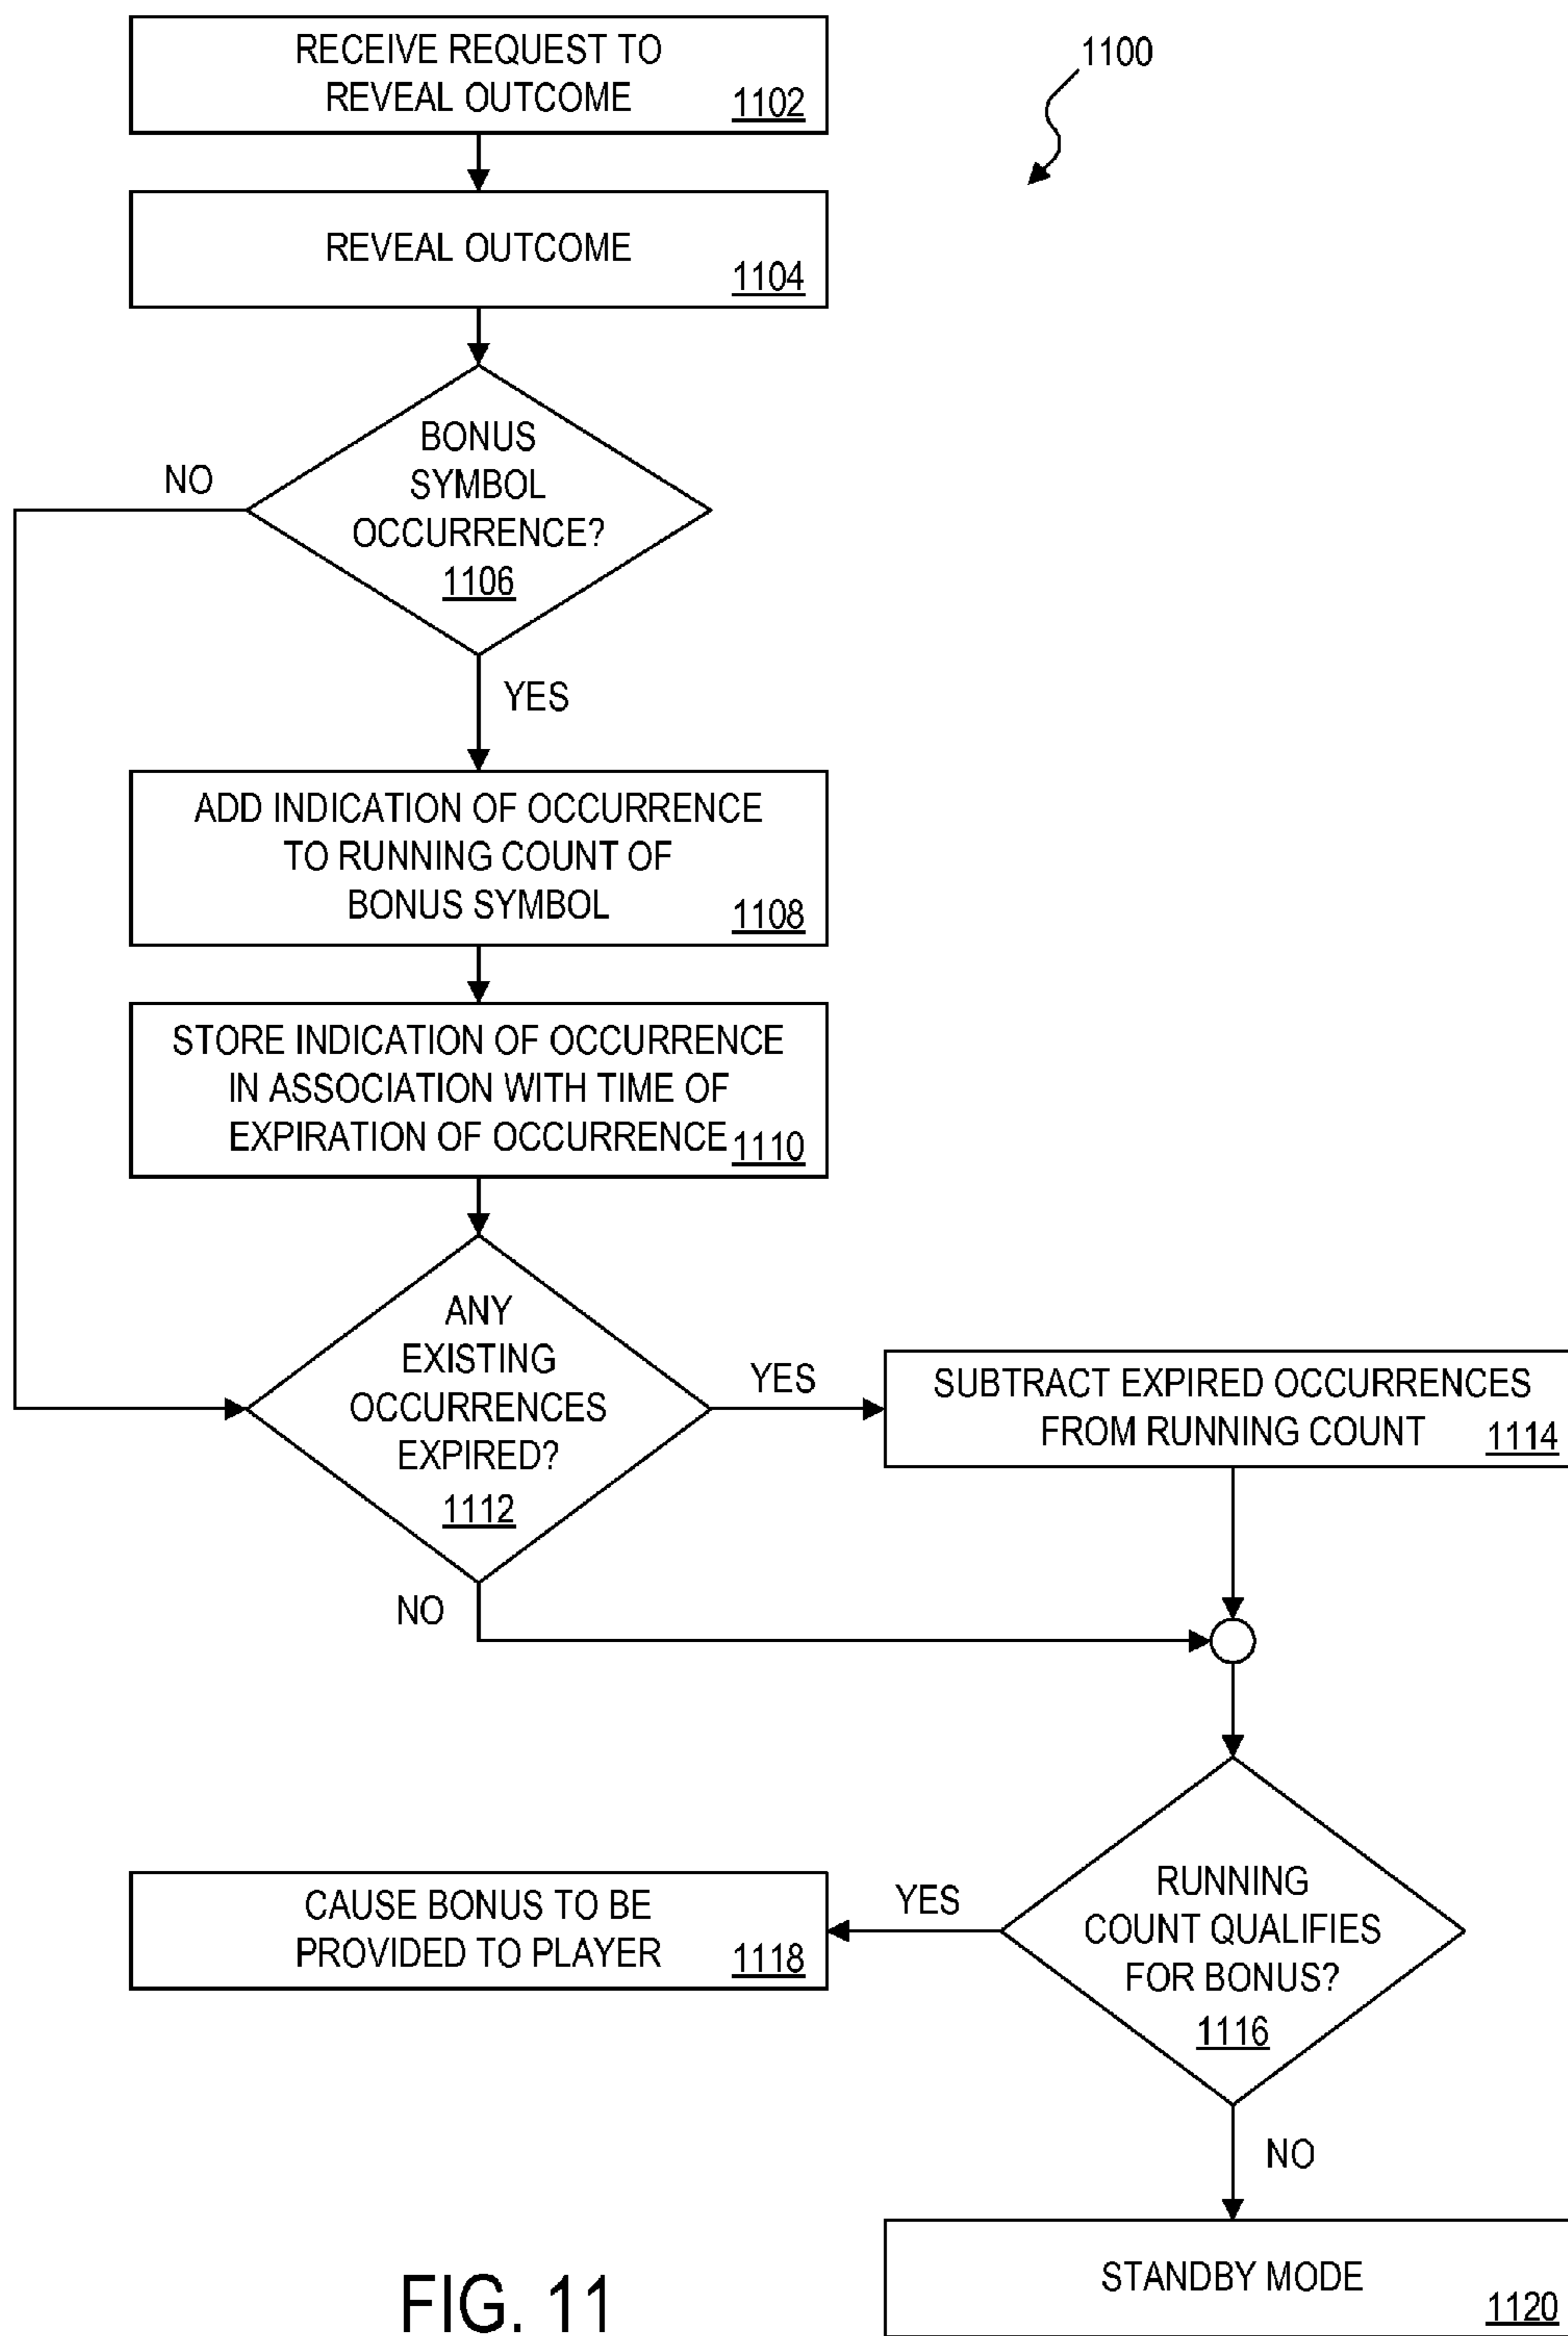 RECEIVE REQUEST TO
REVEAL OUTCOME
1102
1100
REVEAL OUTCOME
1104
BONUS
SYMBOL
OCCURRENCE?
1106
NO
YES
ADD INDICATION OF OCCURRENCE
TO RUNNING COUNT OF
BONUS SYMBOL
1108
STORE INDICATION OF OCCURRENCE
IN ASSOCIATION WITH TIME OF
EXPIRATION OF OCCURRENCE
1110
ANY
EXISTING
OCCURRENCES
EXPIRED?
1112
YES
SUBTRACT EXPIRED OCCURRENCES
FROM RUNNING COUNT
1114
NO
RUNNING
COUNT QUALIFIES
FOR BONUS?
1116
YES
CAUSE BONUS TO BE
PROVIDED TO PLAYER
1118
NO
STANDBY MODE
1120
FIG. 11